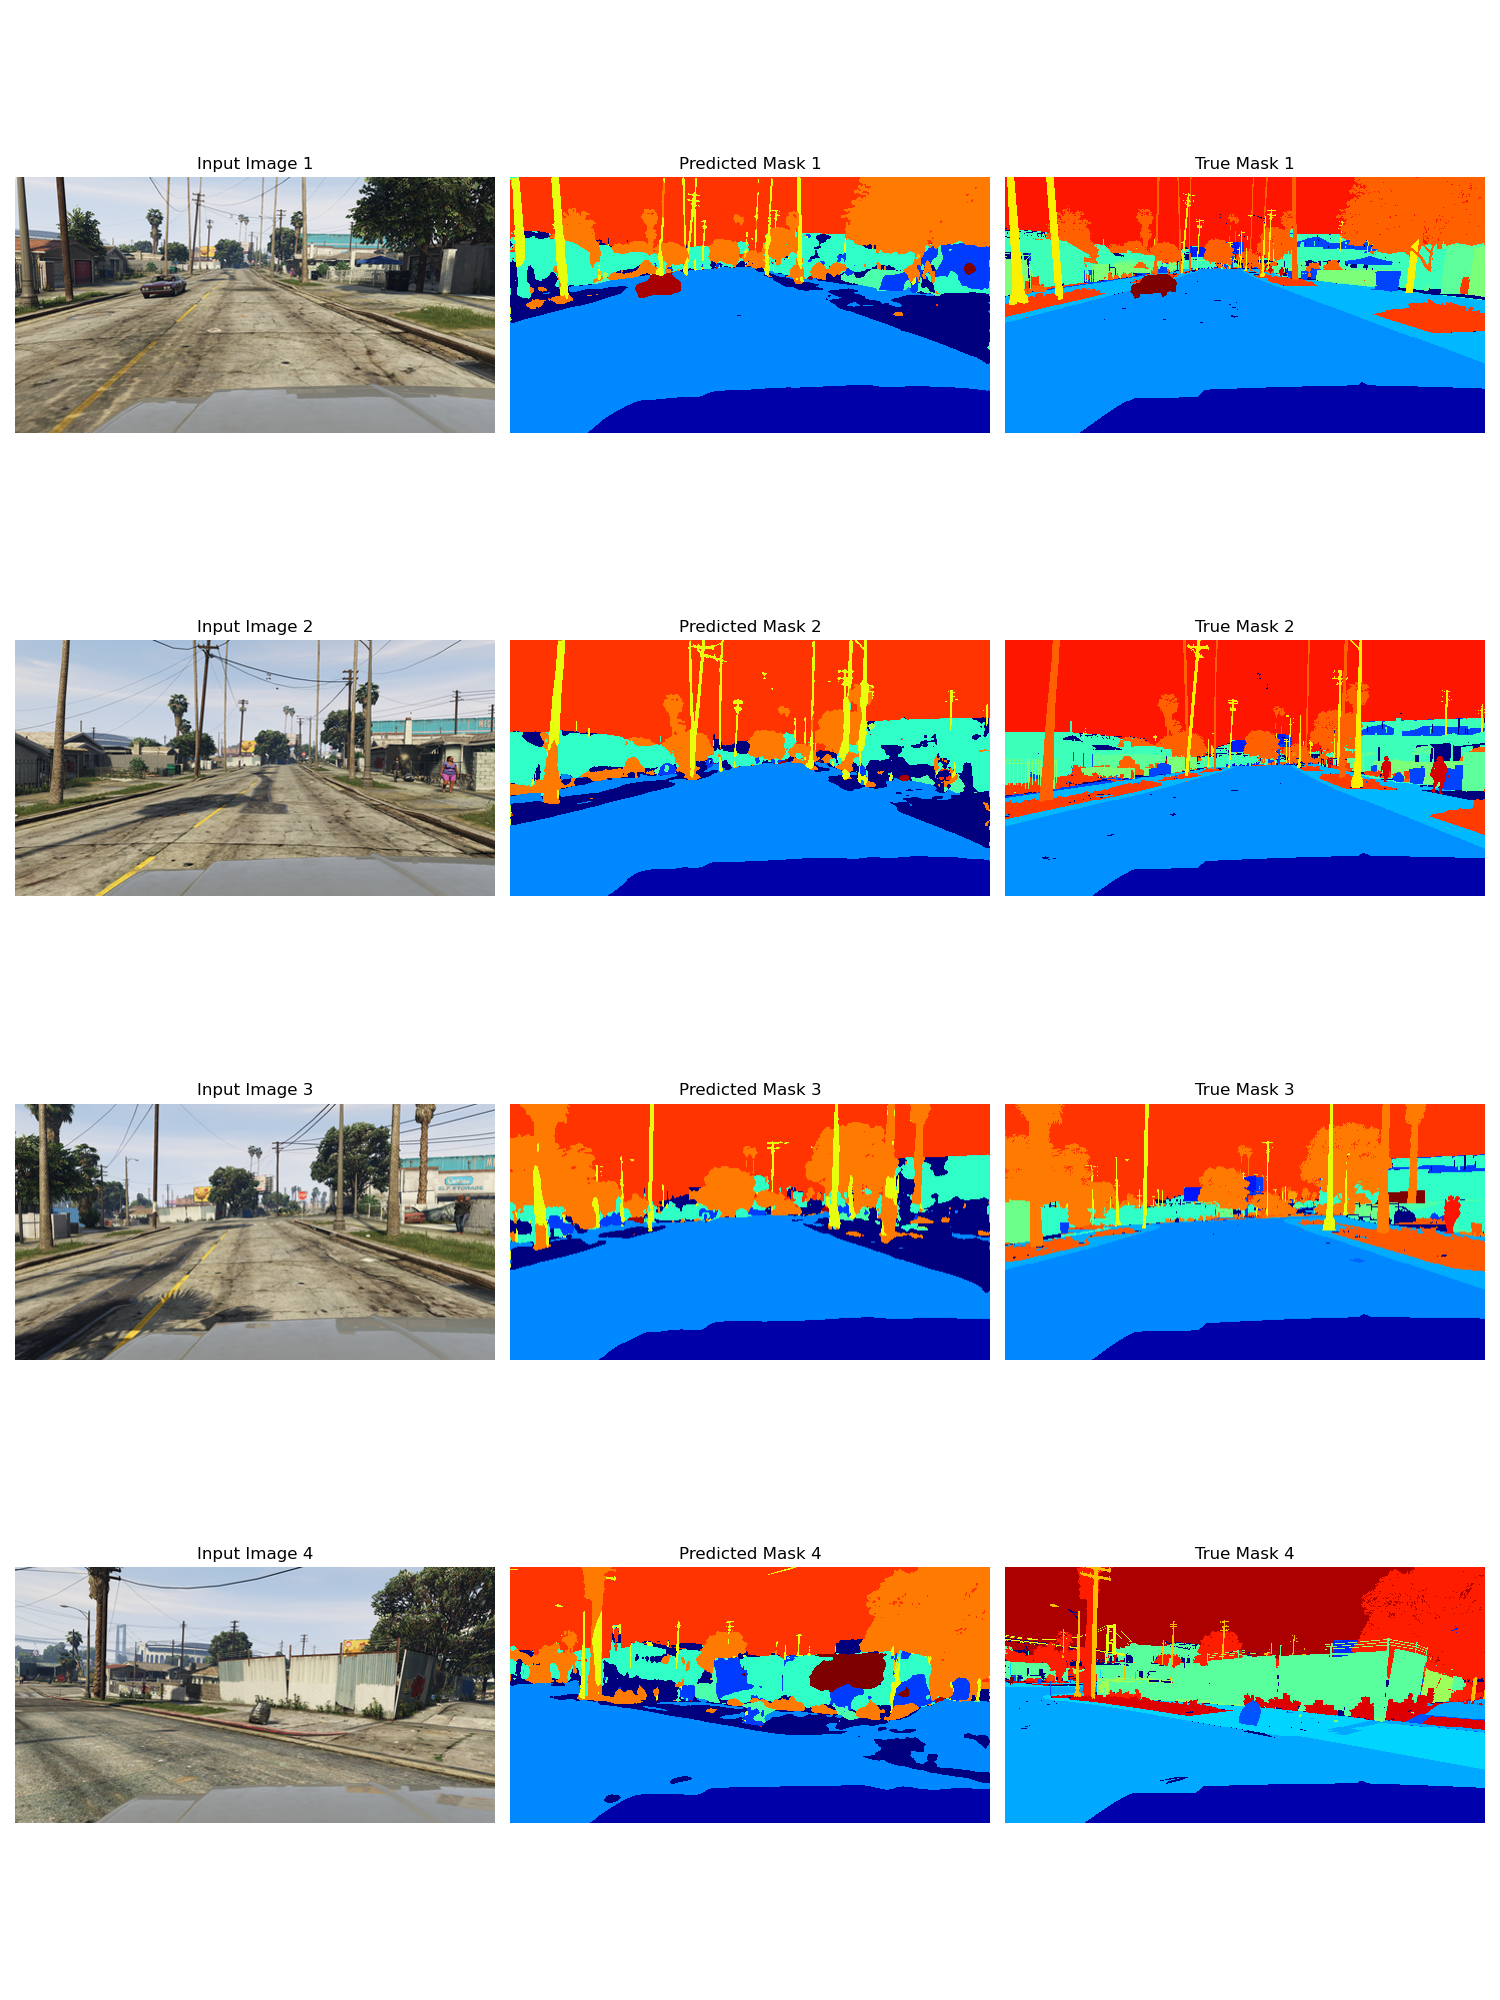 Input Image 1
Predicted Mask 1
True Mask 1
Input Image 2
Predicted Mask 2
True Mask 2
Input Image 3
Predicted Mask 3
True Mask 3
Input Image 4
Predicted Mask 4
True Mask 4